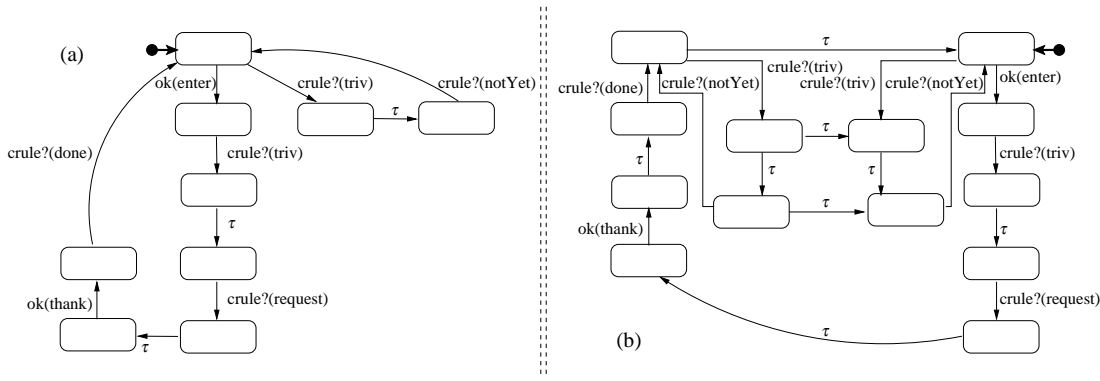 (a)
ok(enter)
crule?(triv)
crule?(notYet)
τ
crule?(done)
crule?(triv)
τ
crule?(request)
ok(thank)
τ
τ
crule?(triv)
crule?(done)
crule?(notYet)
crule?(triv)
crule?(notYet)
ok(enter)
τ
crule?(triv)
τ
τ
τ
τ
τ
ok(thank)
crule?(request)
τ
(b)